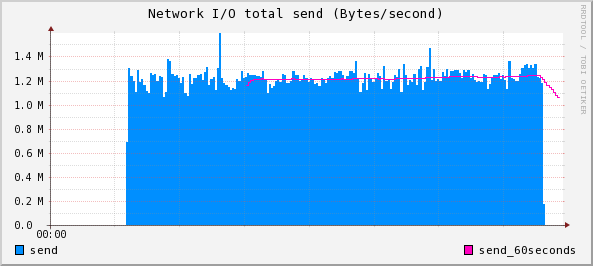 Network I/O total send (Bytes/second)
RRDTOOL / TOBI OETIKER
1.4 M
1.2 M
1.0 M
0.8 M
0.6 M
0.4 M
0.2 M
0.0
00:00
send
send_60seconds